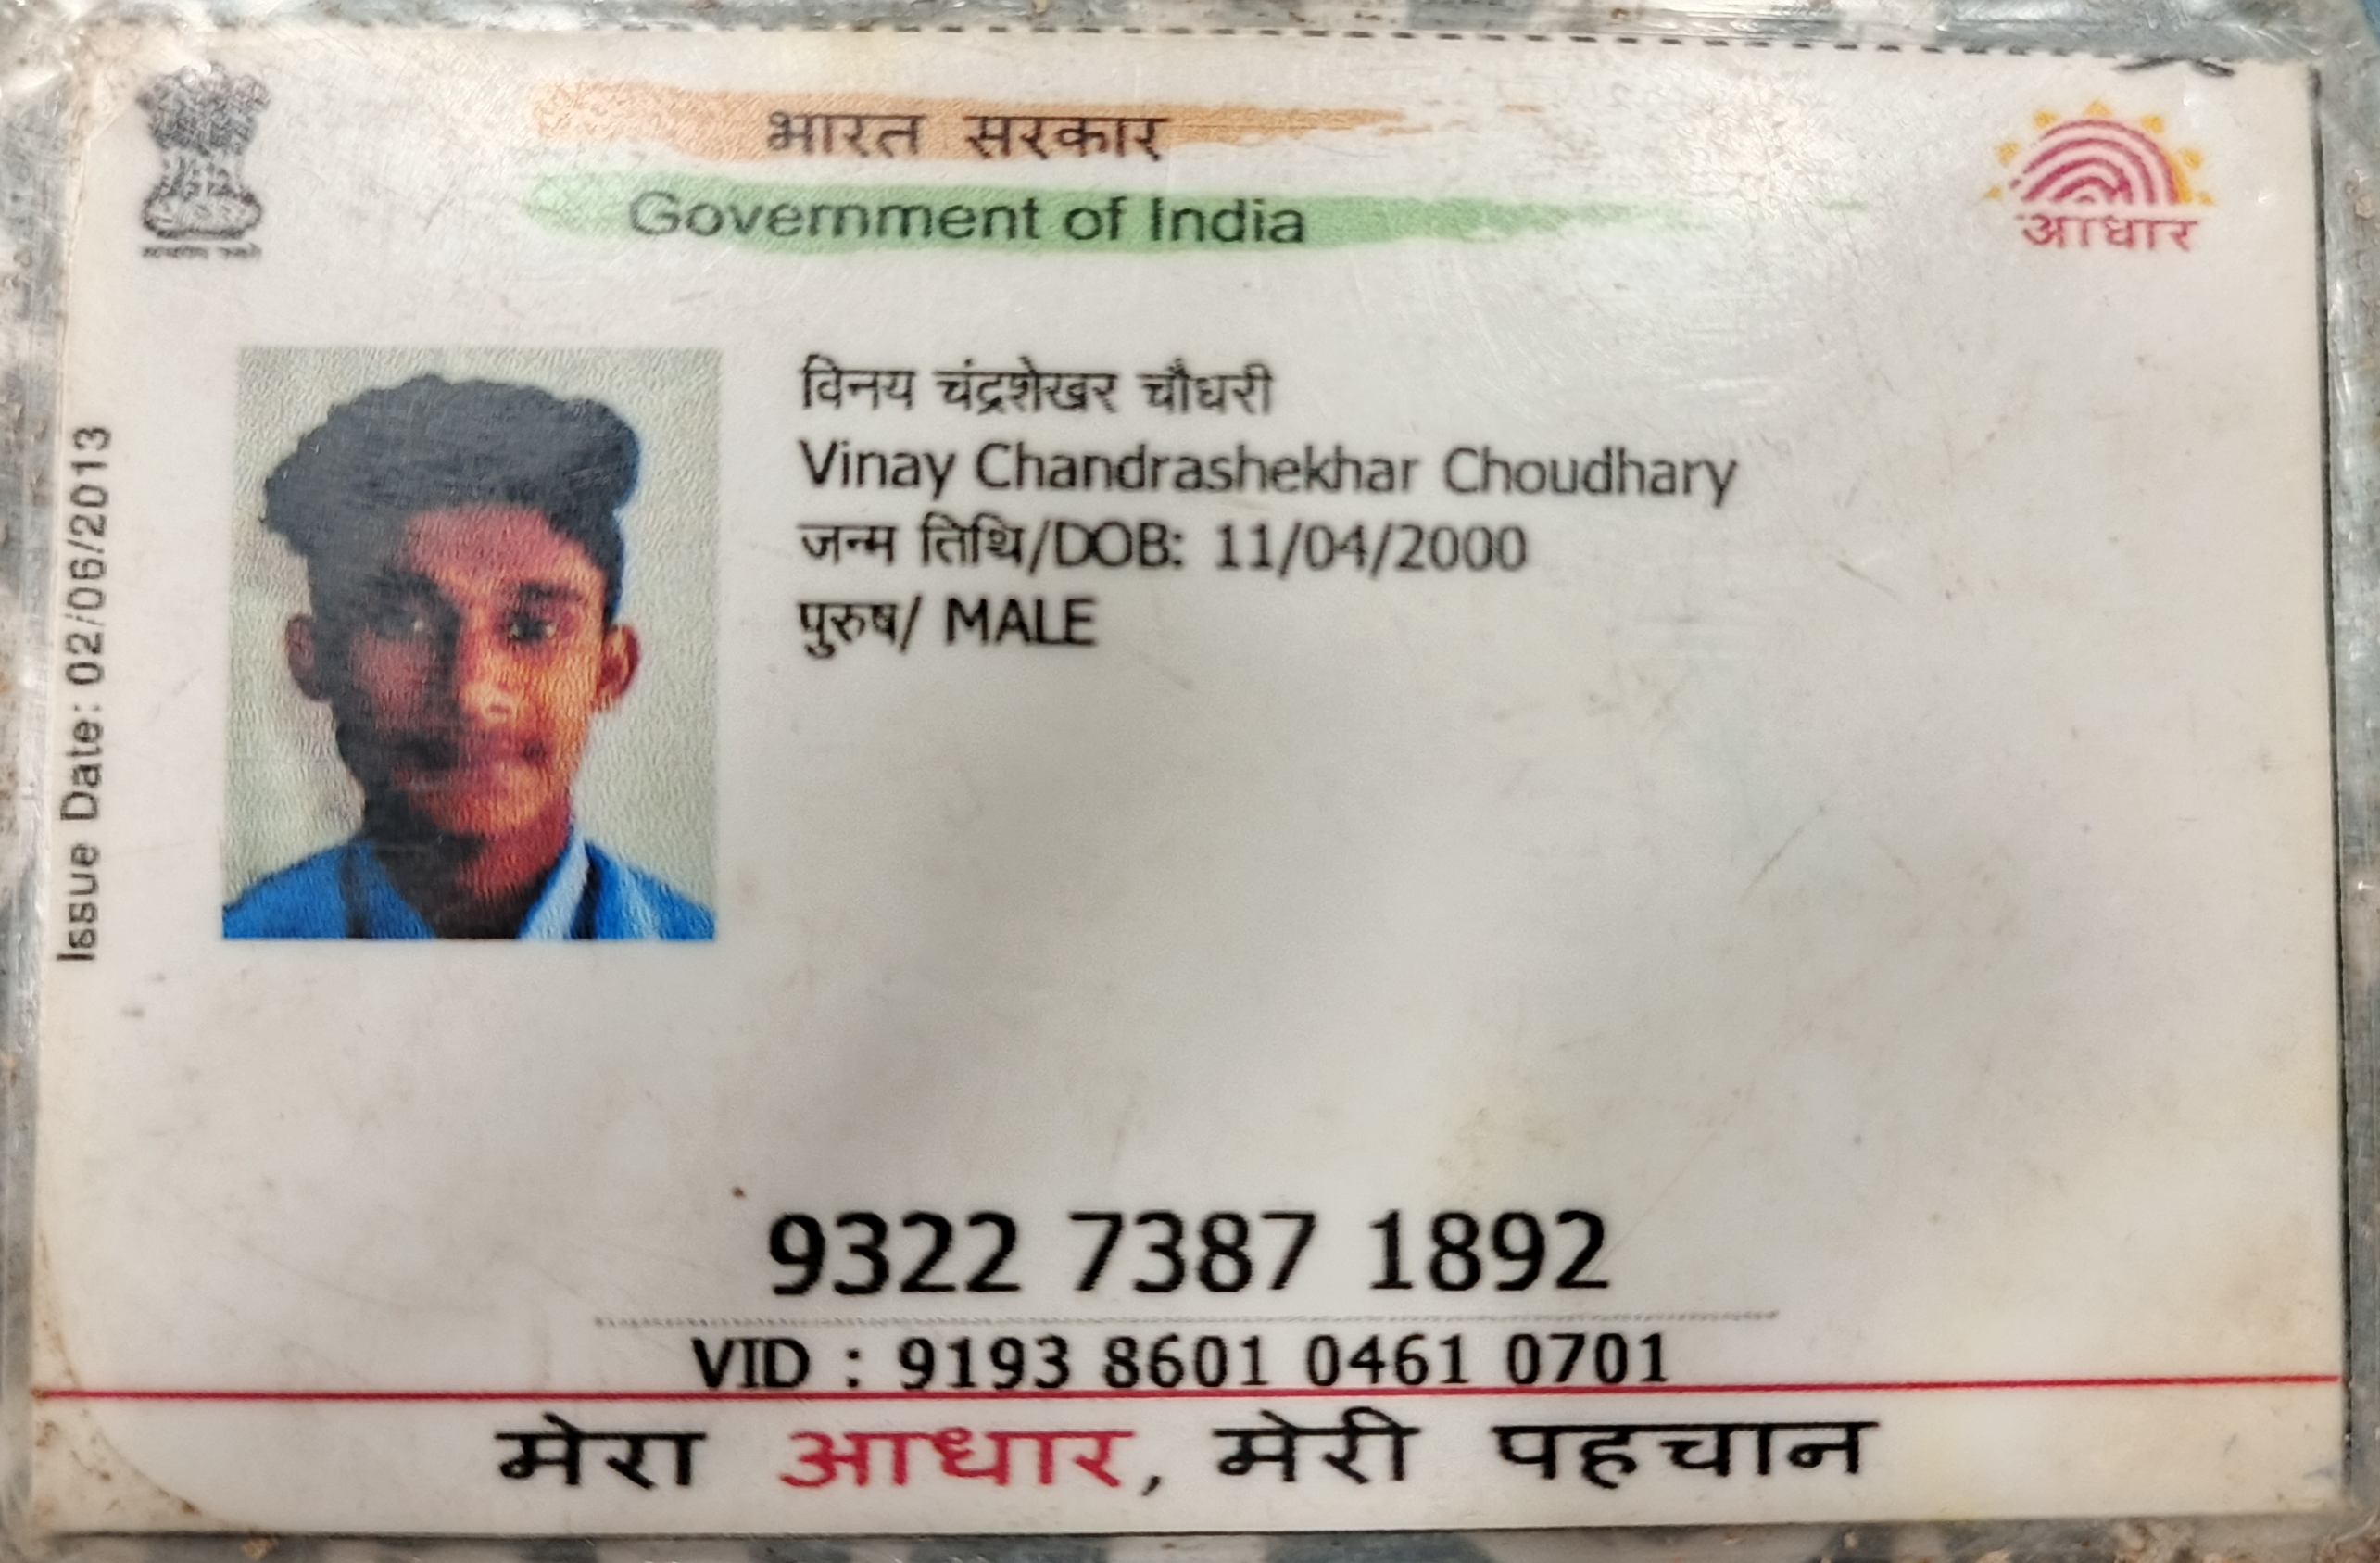 भारत सरकार
Government of India
आधार
Issue Date: 02/06/2013
विनय चंद्रशेखर चौधरी
Vinay Chandrashekhar Choudhary
जन्म तिथि/DOB: 11/04/2000
पुरुष/ MALE
9322 7387 1892
VID : 9193 8601 0461 0701
मेरा आधार, मेरी पहचान